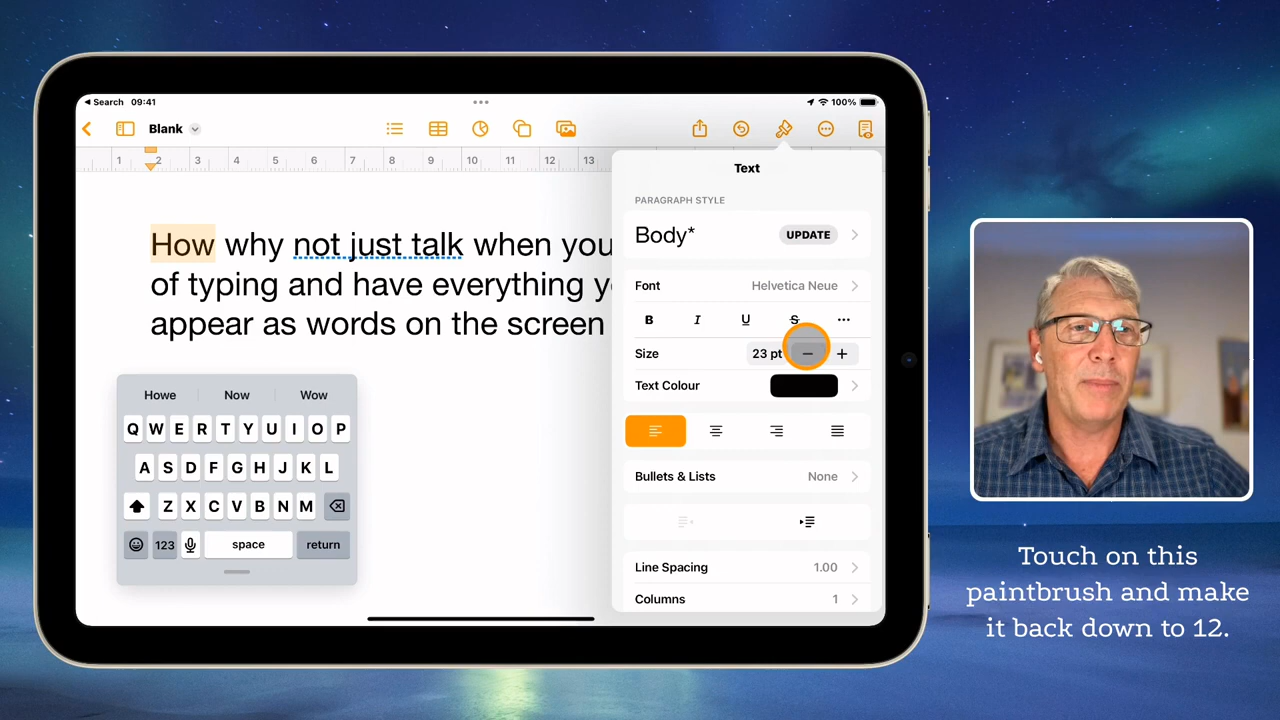 ◀ Search 09:41
100%
Blank
1 2 3 4 5 6 7 8 9 10 11 12 13
How why not just talk when you
of typing and have everything
appear as words on the screen
Howe Now Wow
Q W E R T Y U I O P
A S D F G H J K L
Z X C V B N M
123 space return
Text
PARAGRAPH STYLE
Body* UPDATE
Font Helvetica Neue
B I U S
Size 23 pt − +
Text Colour
Bullets & Lists None
Line Spacing 1.00
Columns 1
Touch on this
paintbrush and make
it back down to 12.